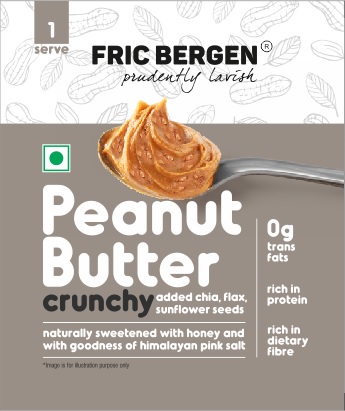 1
serve
FRIC BERGEN®
prudently lavish
Peanut
Butter
crunchy added chia, flax,
sunflower seeds
naturally sweetened with honey and
with goodness of himalayan pink salt
*Image is for illustration purpose only
0g
trans
fats
rich in
protein
rich in
dietary
fibre